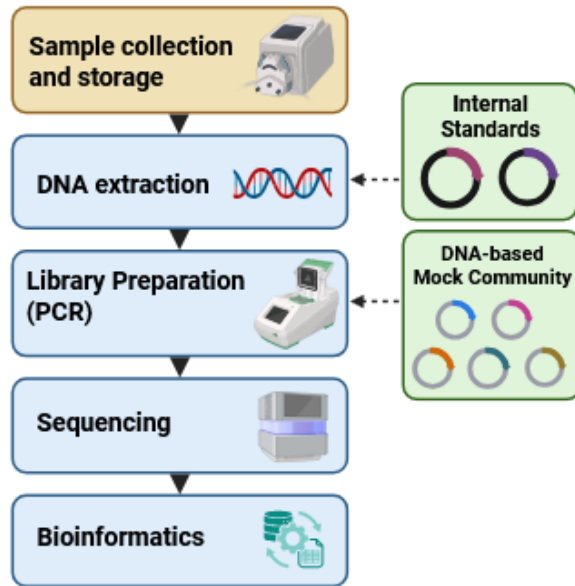 Sample collection
and storage
Internal
Standards
DNA extraction
DNA-based
Mock Community
Library Preparation
(PCR)
Sequencing
Bioinformatics